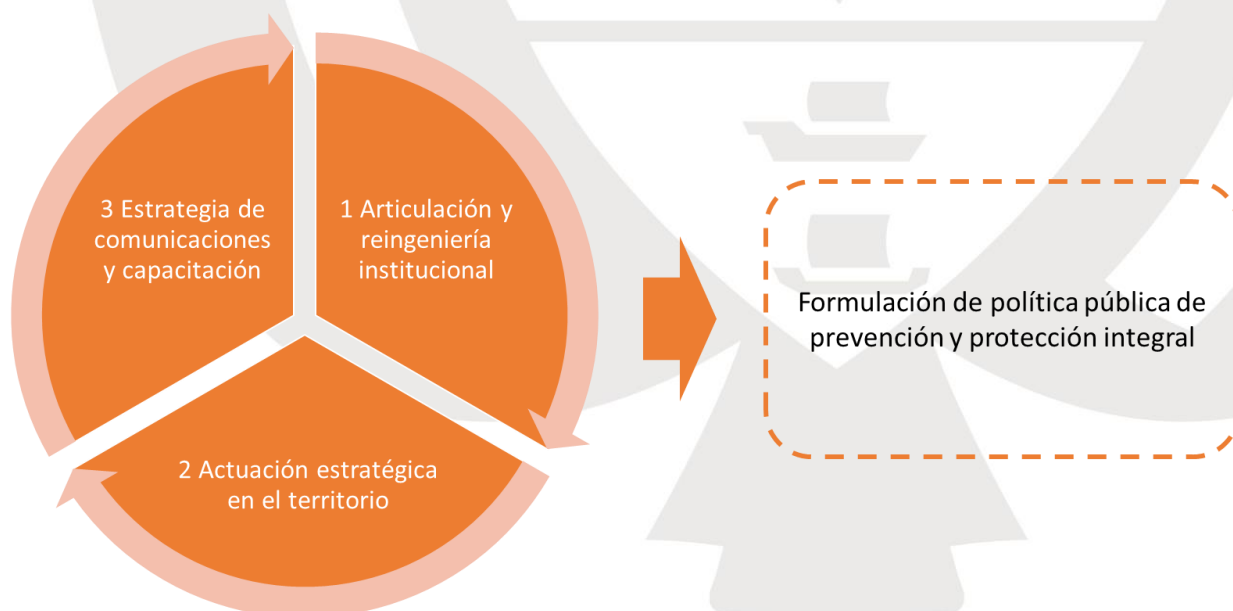 3 Estrategia de
comunicaciones
y capacitación
1 Articulación y
reingeniería
institucional
2 Actuación estratégica
en el territorio
Formulación de política pública de
prevención y protección integral